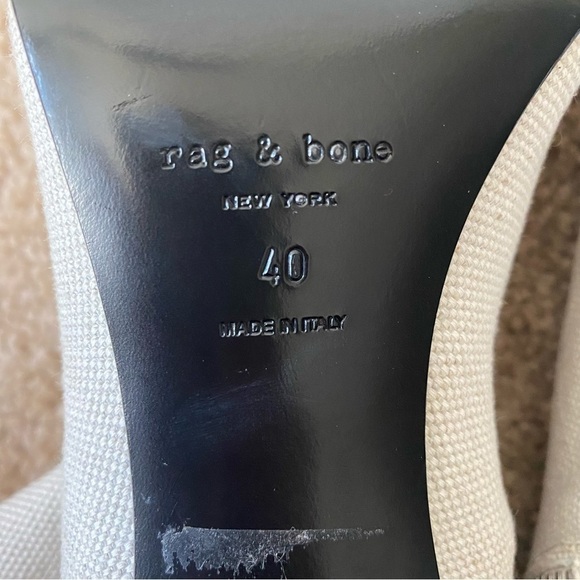 rag & bone
NEW YORK
40
MADE IN ITALY